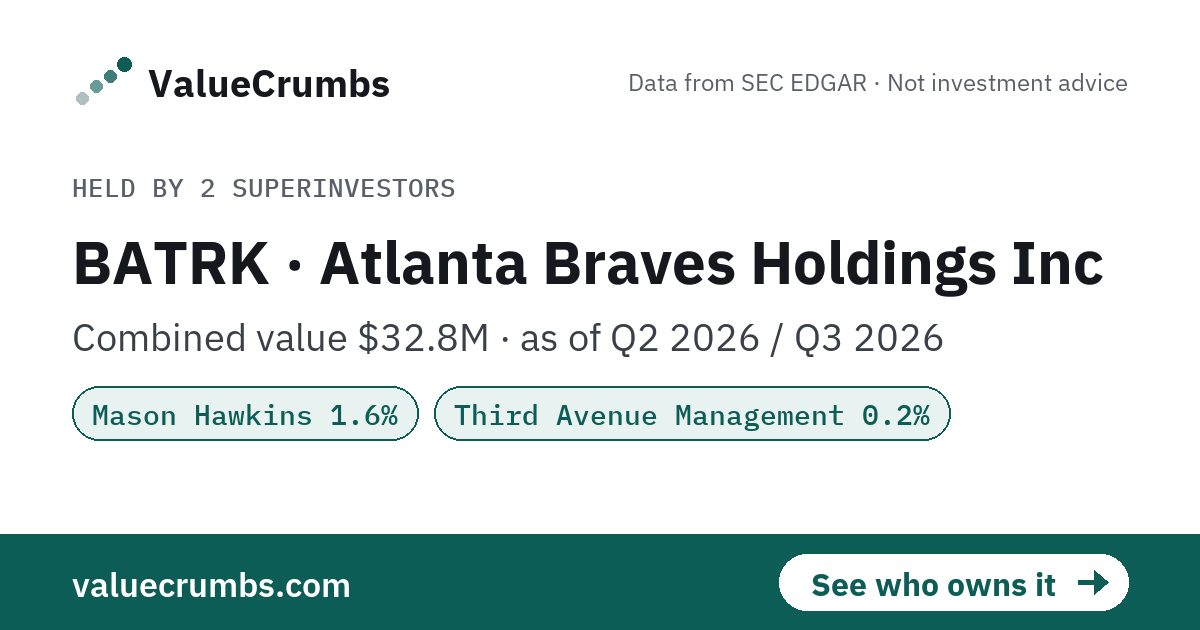 ValueCrumbs
Data from SEC EDGAR · Not investment advice
HELD BY 2 SUPERINVESTORS
BATRK · Atlanta Braves Holdings Inc
Combined value $32.8M · as of Q2 2026 / Q3 2026
Mason Hawkins 1.6%
Third Avenue Management 0.2%
valuecrumbs.com
See who owns it →